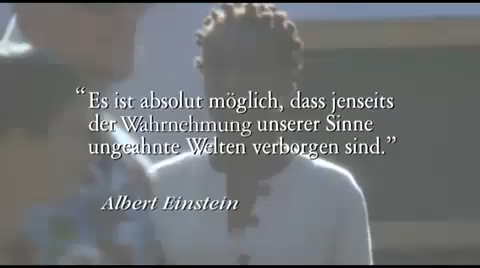 “Es ist absolut möglich, dass jenseits
der Wahrnehmung unserer Sinne
ungeahnte Welten verborgen sind.”
Albert Einstein